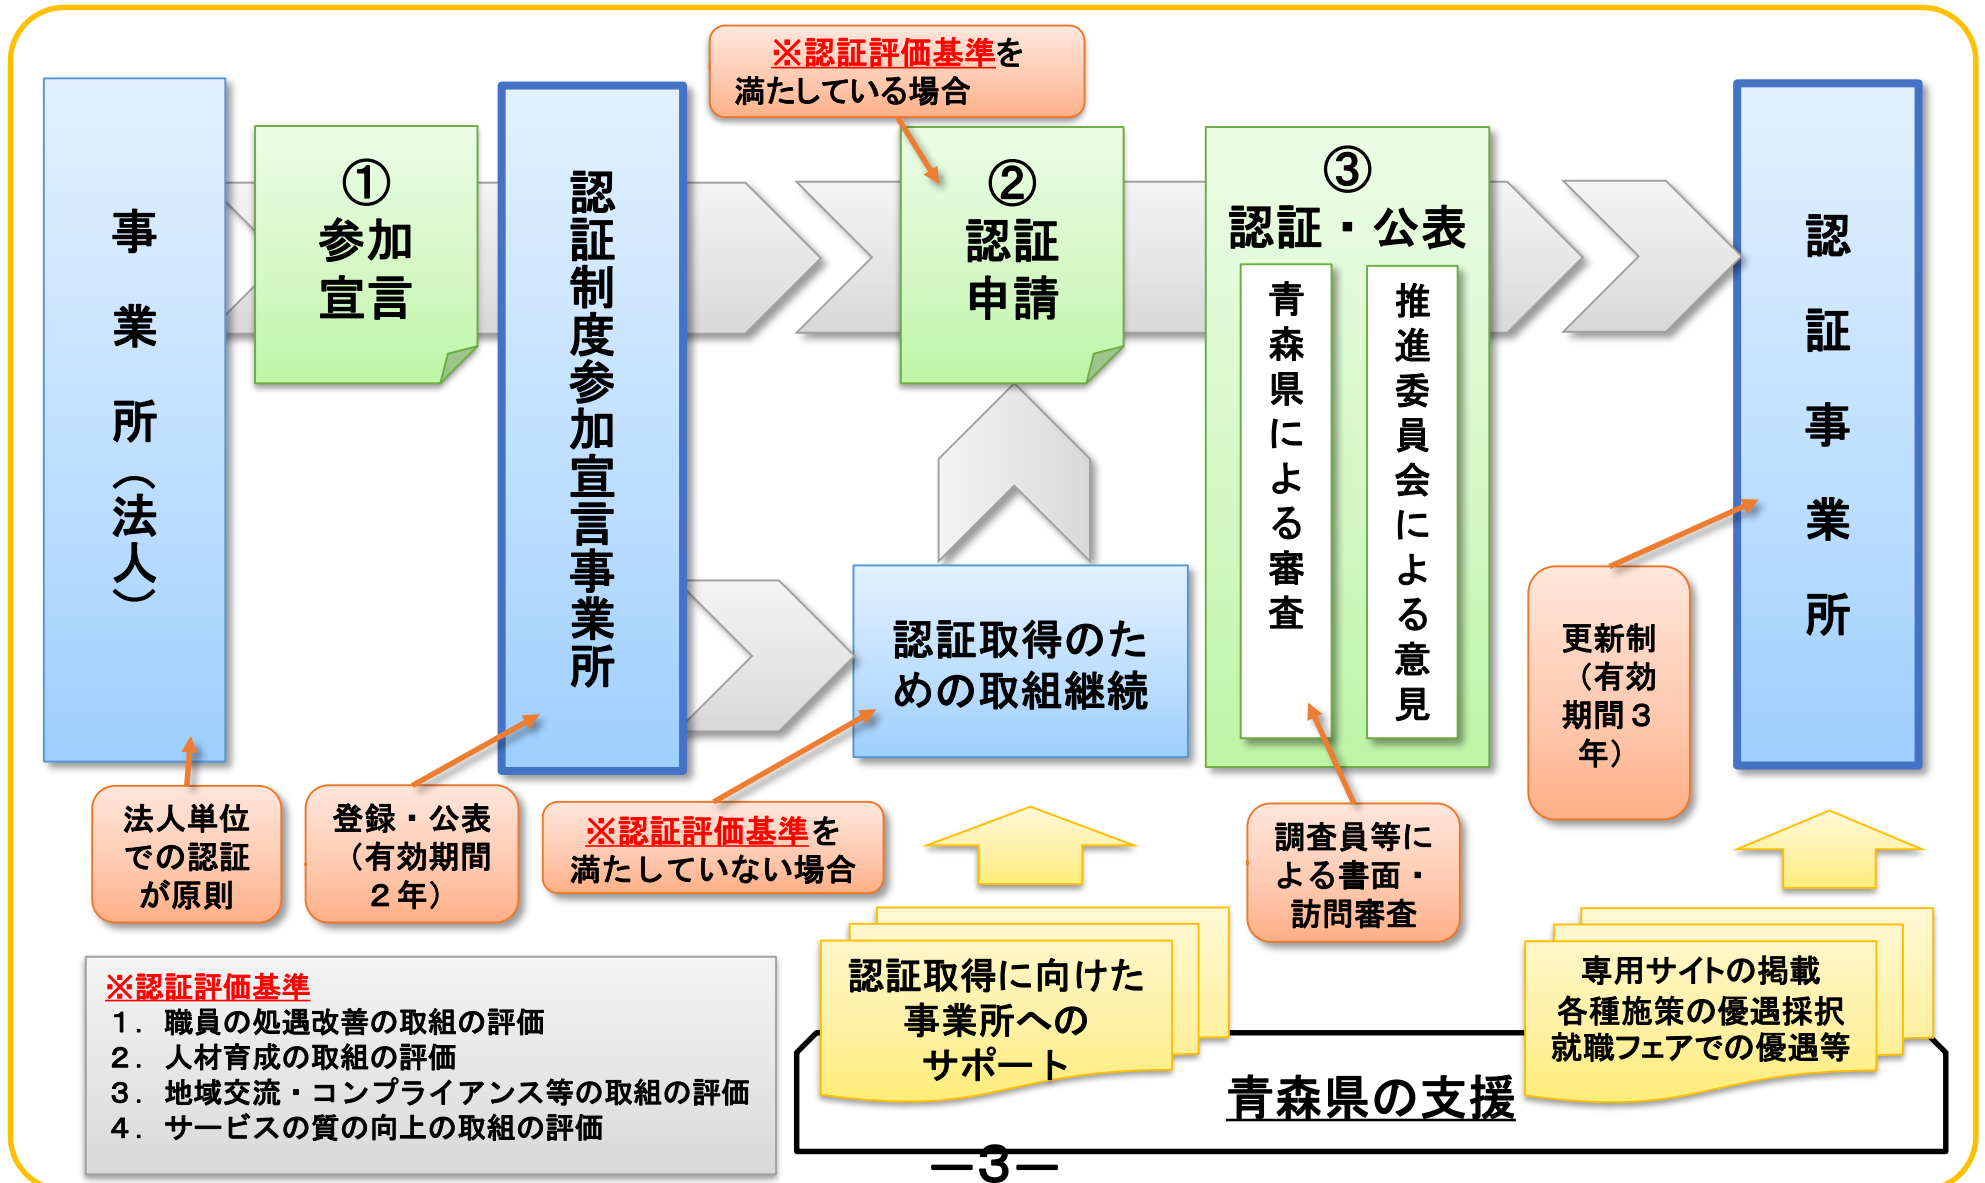 ※認証評価基準を
満たしている場合
事業所（法人）
①
参加
宣言
認証制度参加宣言事業所
②
認証
申請
③
認証・公表
青森県による審査
推進委員会による意見
認証事業所
認証取得のた
めの取組継続
更新制
（有効
期間３
年）
法人単位
での認証
が原則
登録・公表
（有効期間
２年）
※認証評価基準を
満たしていない場合
調査員等に
よる書面・
訪問審査
※認証評価基準
１．職員の処遇改善の取組の評価
２．人材育成の取組の評価
３．地域交流・コンプライアンス等の取組の評価
４．サービスの質の向上の取組の評価
認証取得に向けた
事業所への
サポート
専用サイトの掲載
各種施策の優遇採択
就職フェアでの優遇等
青森県の支援
－３－